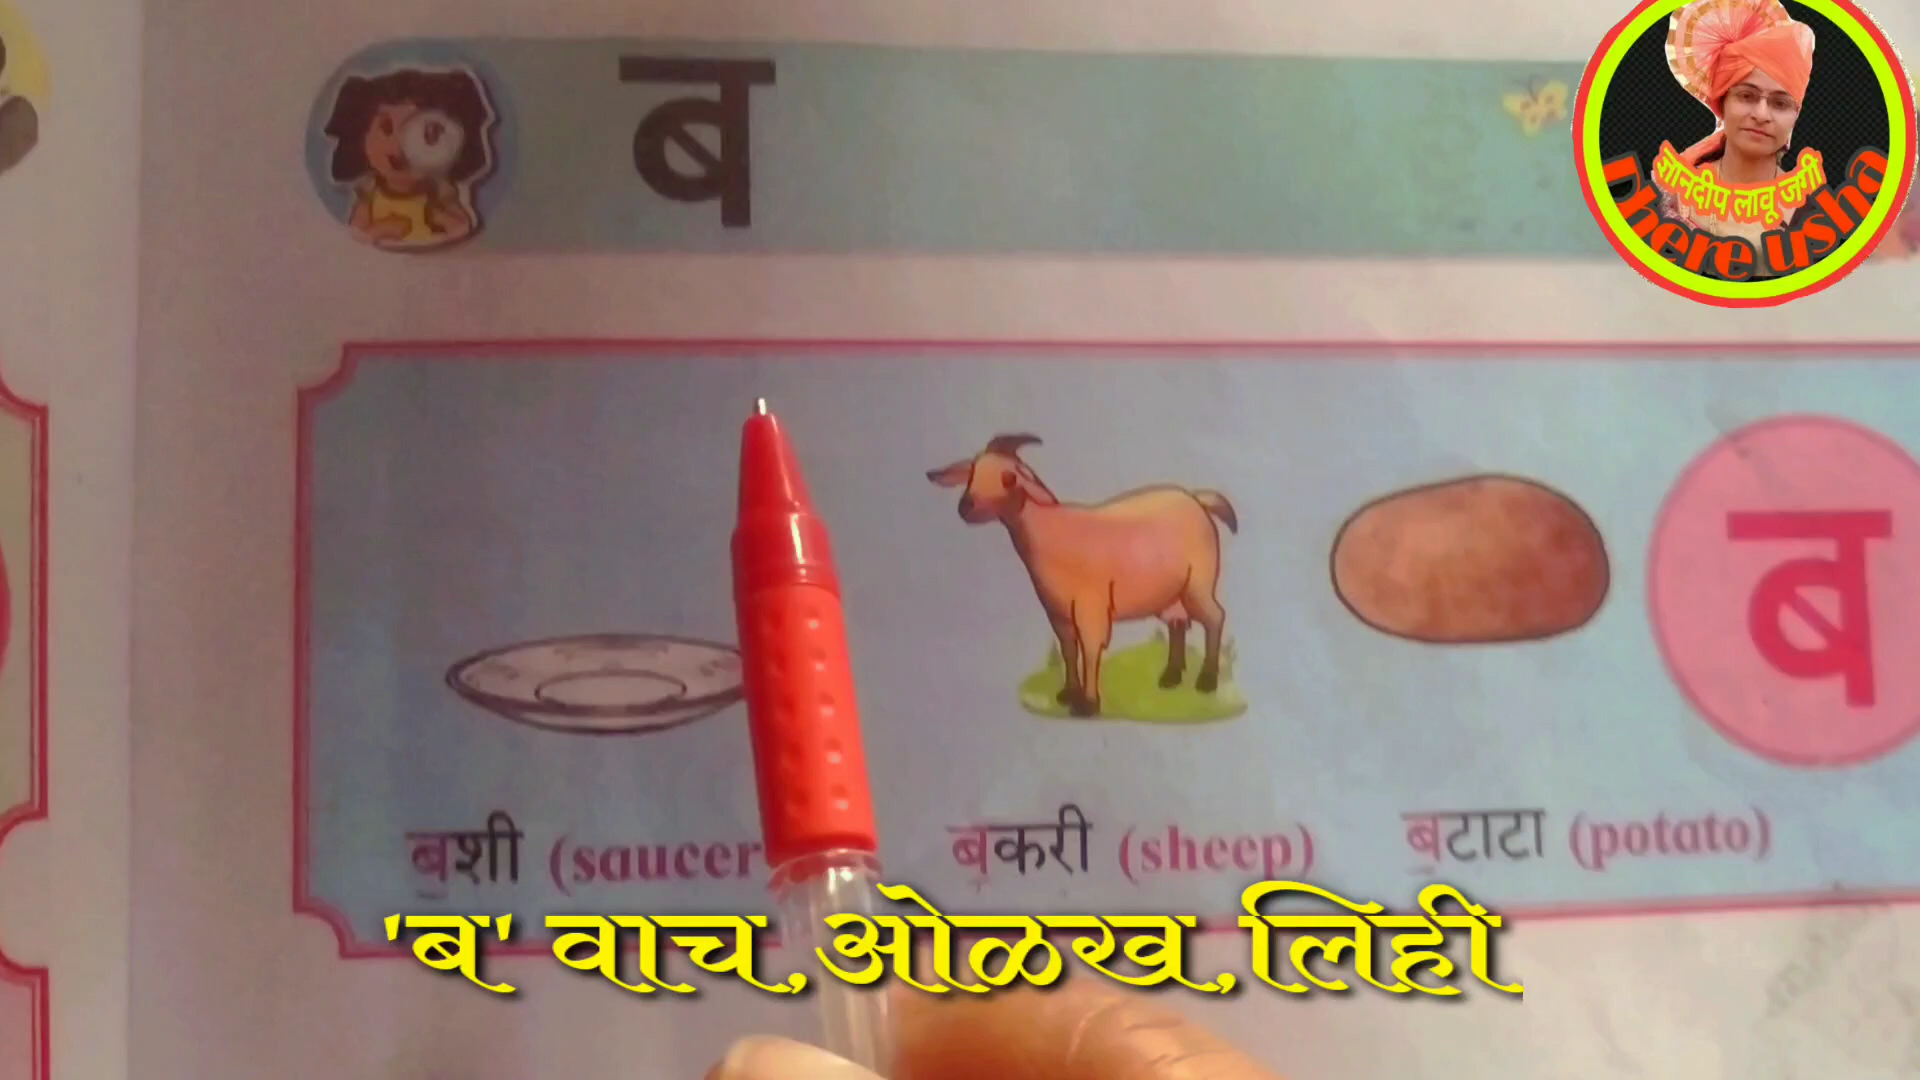 ब
ज्ञानदीप लावू जगी
Dhere usha
ब
बशी (saucer
बकरी (sheep)
बटाटा (potato)
'ब' वाच,ओळख,लिही